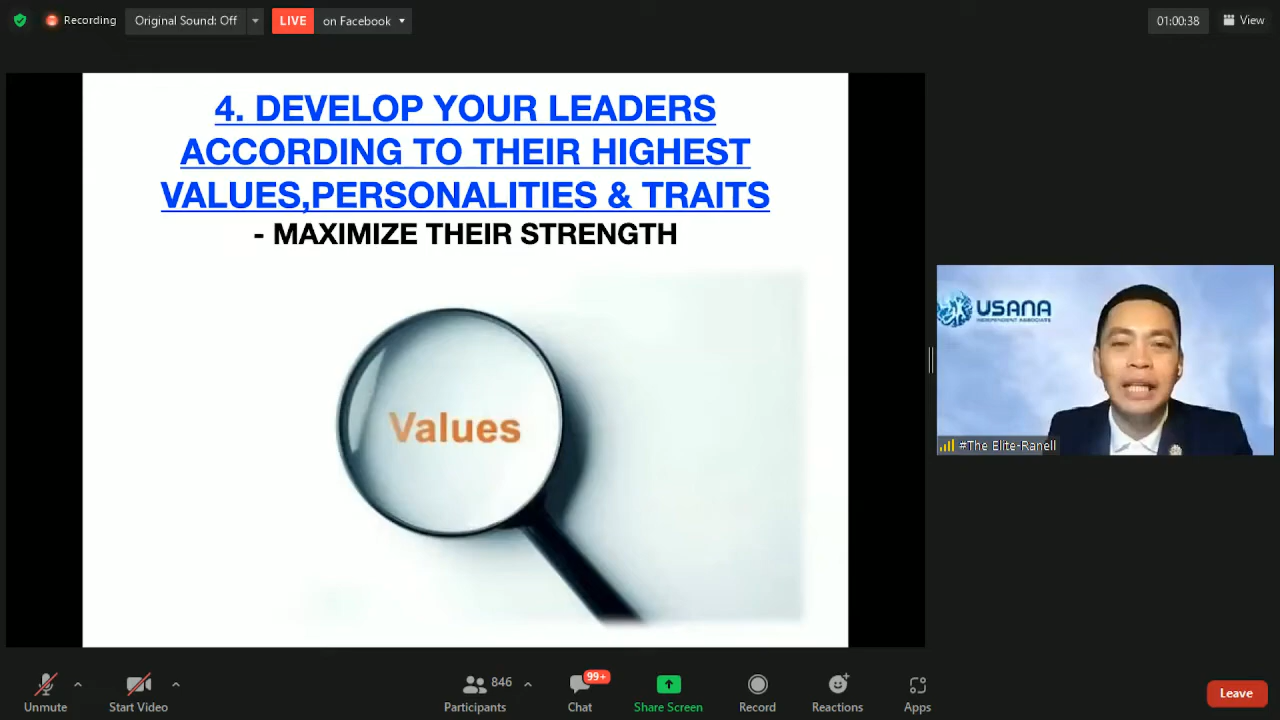 Recording
Original Sound: Off
LIVE on Facebook
01:00:38
View
4. DEVELOP YOUR LEADERS
ACCORDING TO THEIR HIGHEST
VALUES,PERSONALITIES & TRAITS
- MAXIMIZE THEIR STRENGTH
Values
USANA
INDEPENDENT ASSOCIATE
#The Elite-Ranell
Unmute
Start Video
846
Participants
99+
Chat
Share Screen
Record
Reactions
Apps
Leave